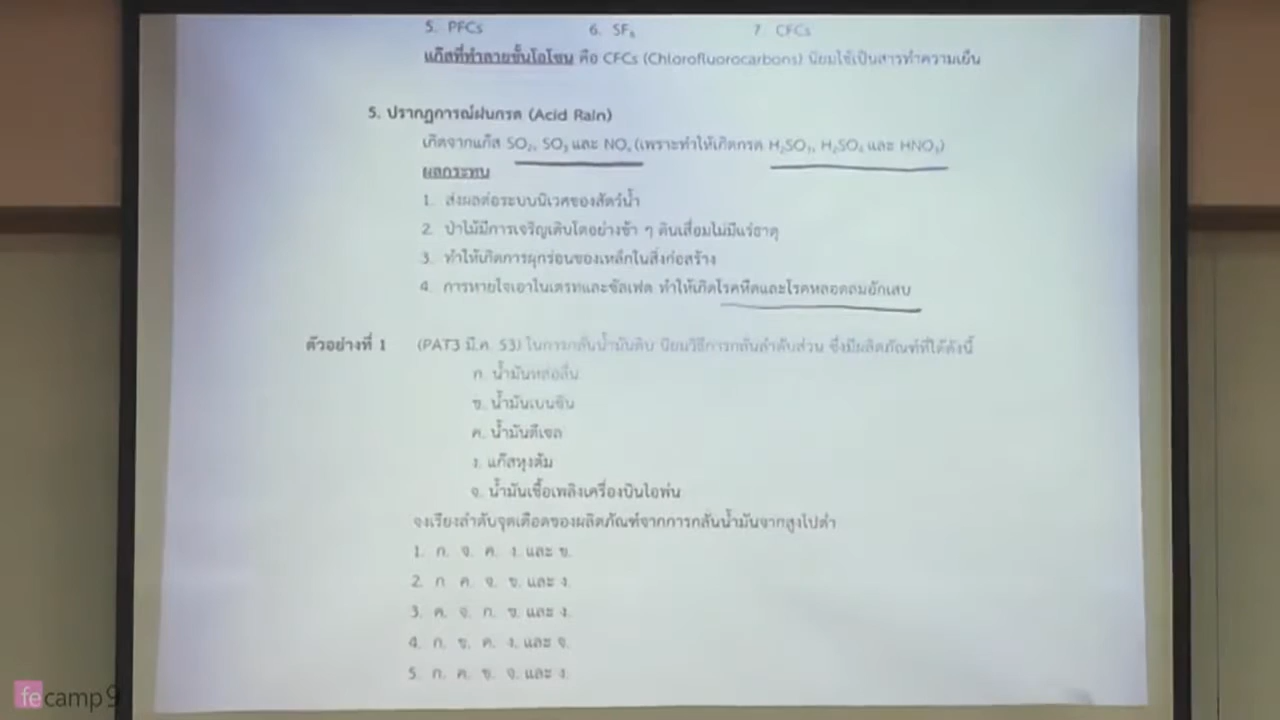 5. PFCs 6. SF₆ 7. CFCs
แก๊สที่ทำลายชั้นโอโซน คือ CFCs (Chlorofluorocarbons) นิยมใช้เป็นสารทำความเย็น
5. ปรากฏการณ์ฝนกรด (Acid Rain)
เกิดจากแก๊ส SO₂, SO₃ และ NOₓ (เพราะทำให้เกิดกรด H₂SO₃, H₂SO₄ และ HNO₃)
ผลกระทบ
1. ส่งผลต่อระบบนิเวศของสัตว์น้ำ
2. ป่าไม้มีการเจริญเติบโตอย่างช้า ๆ ดินเสื่อมไม่มีแร่ธาตุ
3. ทำให้เกิดการผุกร่อนของเหล็กในสิ่งก่อสร้าง
4. การหายใจเอาไนเตรทและซัลเฟต ทำให้เกิดโรคหืดและโรคหลอดลมอักเสบ
ตัวอย่างที่ 1 (PAT3 มี.ค. 53) ในการกลั่นน้ำมันดิบ นิยมวิธีการกลั่นลำดับส่วน ซึ่งมีผลิตภัณฑ์ที่ได้ดังนี้
ก. น้ำมันหล่อลื่น
ข. น้ำมันเบนซิน
ค. น้ำมันดีเซล
ง. แก๊สหุงต้ม
จ. น้ำมันเชื้อเพลิงเครื่องบินไอพ่น
จงเรียงลำดับจุดเดือดของผลิตภัณฑ์จากการกลั่นน้ำมันจากสูงไปต่ำ
1. ก. จ. ค. ง. และ ข.
2. ก ค. จ. ข. และ ง.
3. ค. จ. ก. ข. และ ง.
4. ก. ข. ค. ง. และ จ.
5. ก. ค. ข. จ. และ ง.
fecamp9